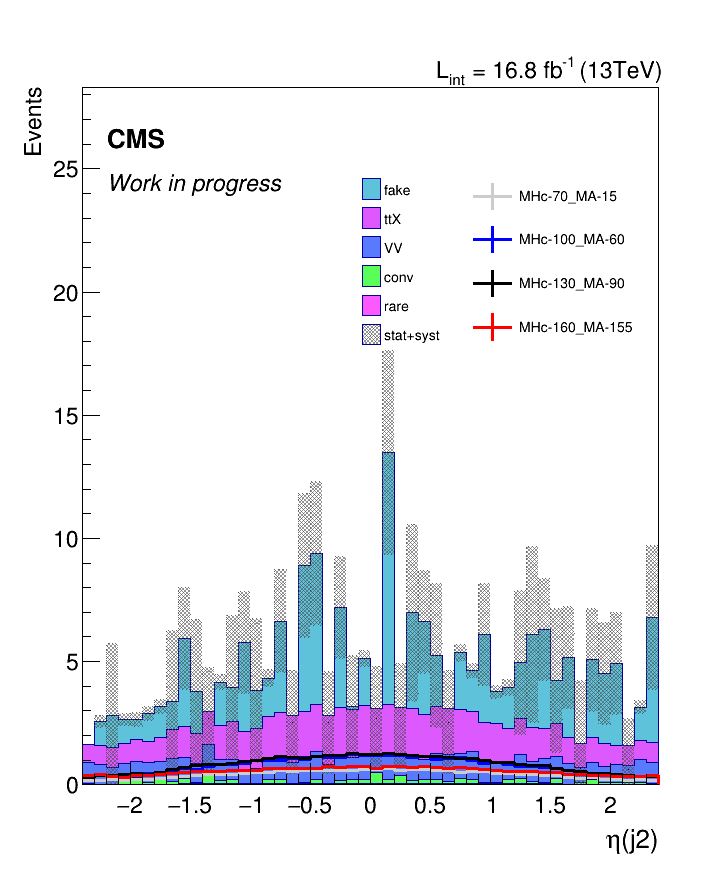 L_int = 16.8 fb^-1 (13TeV)
Events
CMS
Work in progress
fake
ttX
VV
conv
rare
stat+syst
MHc-70_MA-15
MHc-100_MA-60
MHc-130_MA-90
MHc-160_MA-155
25
20
15
10
5
0
−2 −1.5 −1 −0.5 0 0.5 1 1.5 2
η(j2)